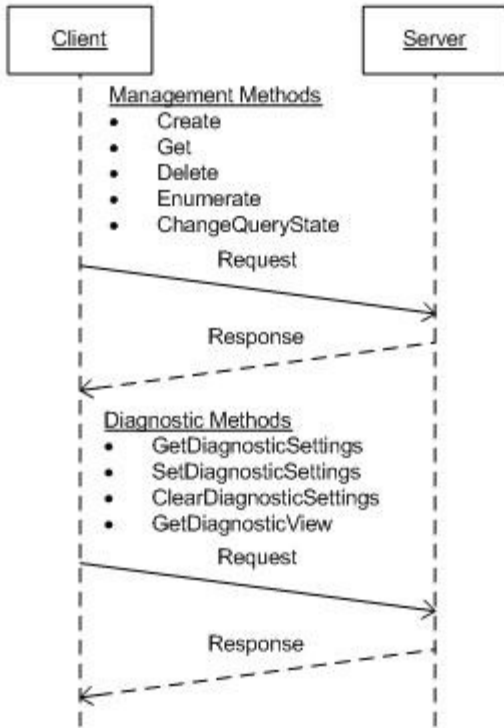 Client
Server
Management Methods
• Create
• Get
• Delete
• Enumerate
• ChangeQueryState
Request
Response
Diagnostic Methods
• GetDiagnosticSettings
• SetDiagnosticSettings
• ClearDiagnosticSettings
• GetDiagnosticView
Request
Response